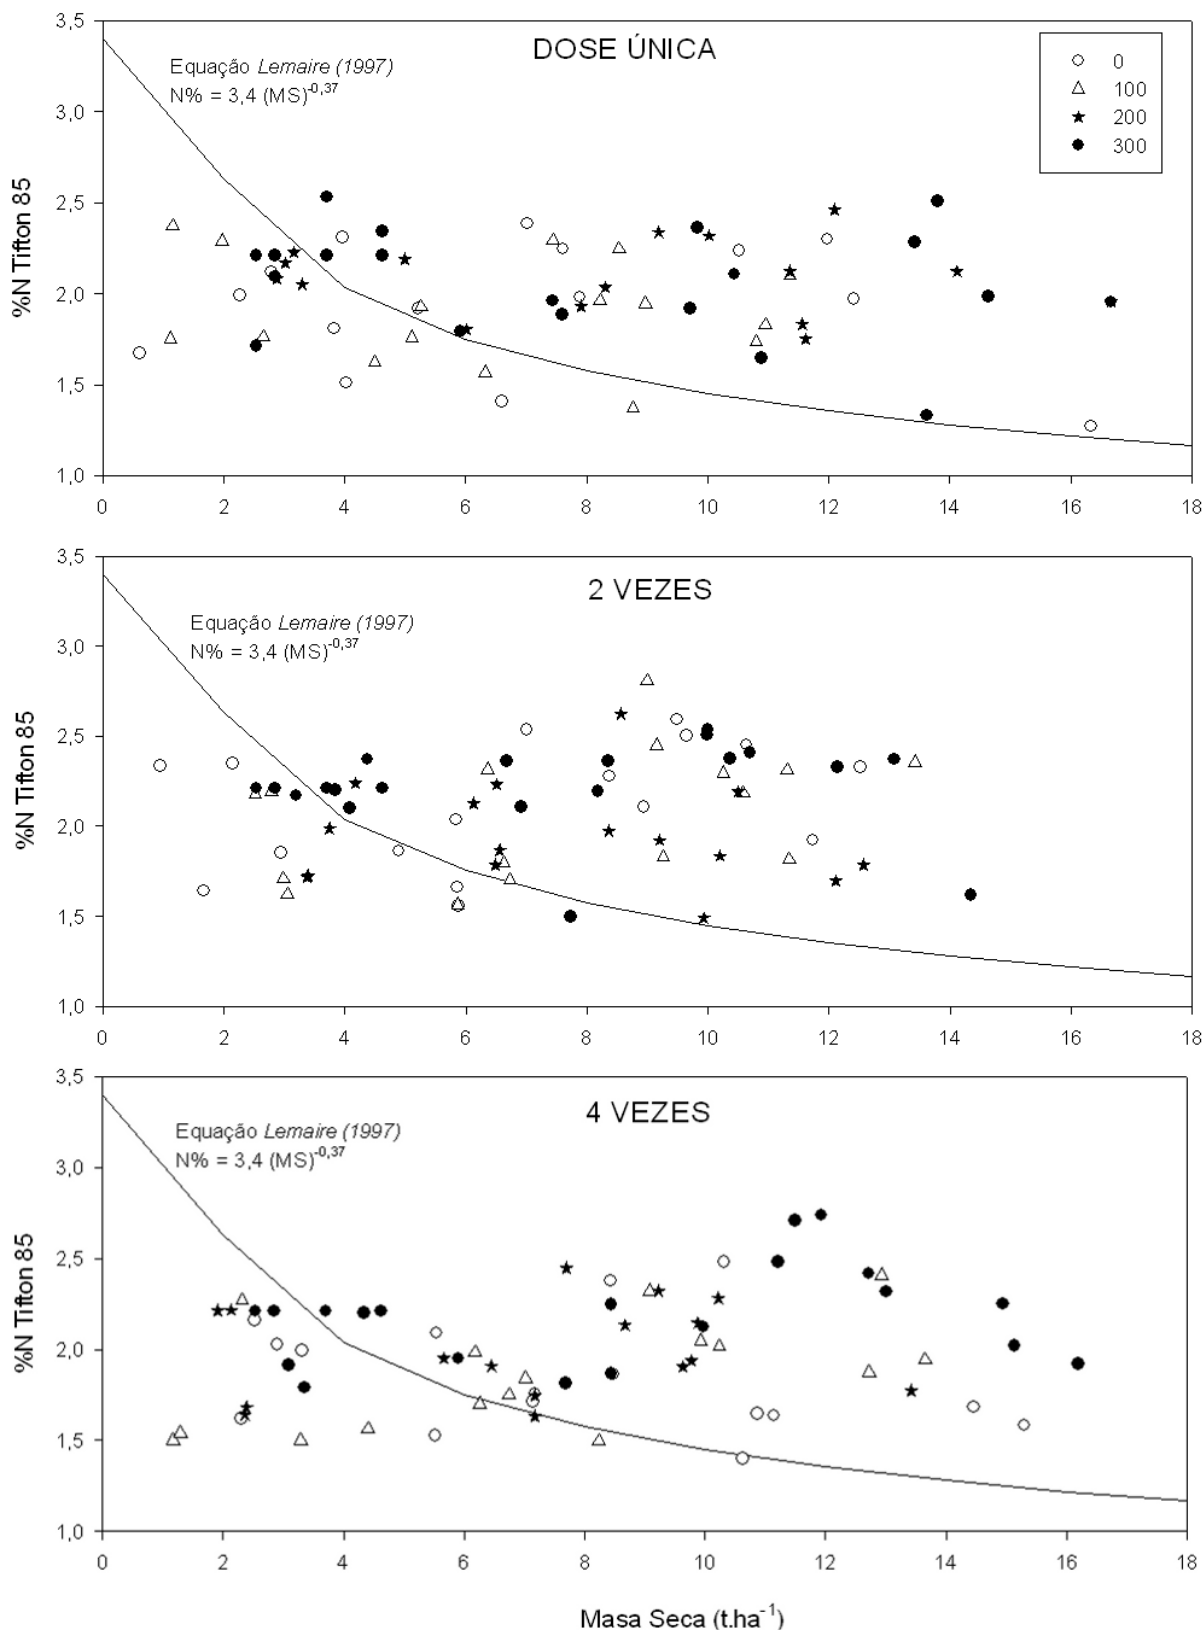 DOSE ÚNICA
Equação Lemaire (1997)
N% = 3,4 (MS)-0,37
0
100
200
300
%N Tifton 85
3,5
3,0
2,5
2,0
1,5
1,0
0 2 4 6 8 10 12 14 16 18
2 VEZES
Equação Lemaire (1997)
N% = 3,4 (MS)-0,37
%N Tifton 85
3,5
3,0
2,5
2,0
1,5
1,0
0 2 4 6 8 10 12 14 16 18
4 VEZES
Equação Lemaire (1997)
N% = 3,4 (MS)-0,37
%N Tifton 85
3,5
3,0
2,5
2,0
1,5
1,0
0 2 4 6 8 10 12 14 16 18
Masa Seca (t.ha-1)